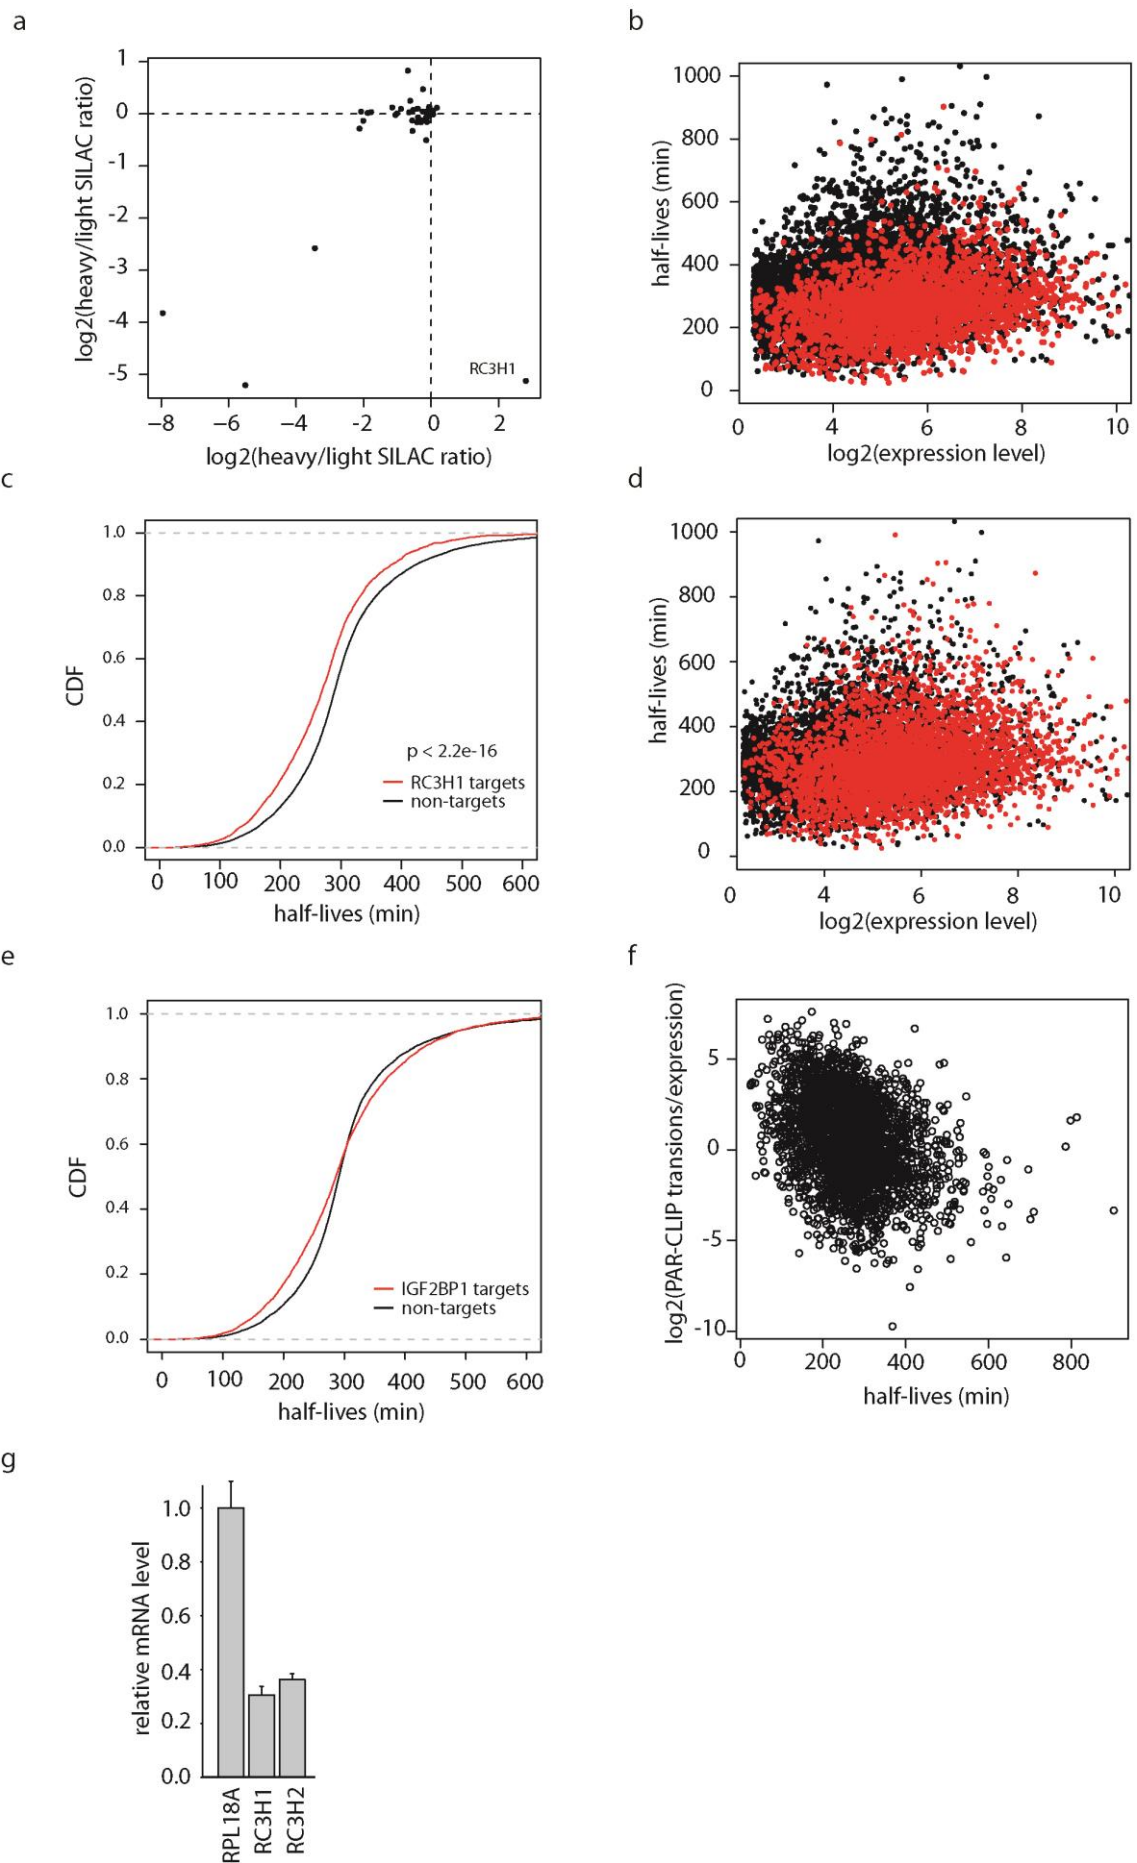 a
log2(heavy/light SILAC ratio)
1
0
-1
-2
-3
-4
-5
RC3H1
−8
−6
−4
-2
0
2
log2(heavy/light SILAC ratio)
b
half-lives (min)
1000
800
600
400
200
0
0
4
6
8
10
log2(expression level)
c
CDF
1.0
0.8
0.6
0.4
0.2
0.0
p < 2.2e-16
RC3H1 targets
non-targets
0
100
200
300
400
500
600
half-lives (min)
d
half-lives (min)
1000
800
600
400
200
0
0
4
6
8
10
log2(expression level)
e
CDF
1.0
0.8
0.6
0.4
0.2
0.0
IGF2BP1 targets
non-targets
0
100
200
300
400
500
600
half-lives (min)
f
log2(PAR-CLIP transions/expression)
5
0
-5
-10
0
200
400
600
800
half-lives (min)
g
relative mRNA level
1.0
0.8
0.6
0.4
0.2
0.0
RPL18A
RC3H1
RC3H2